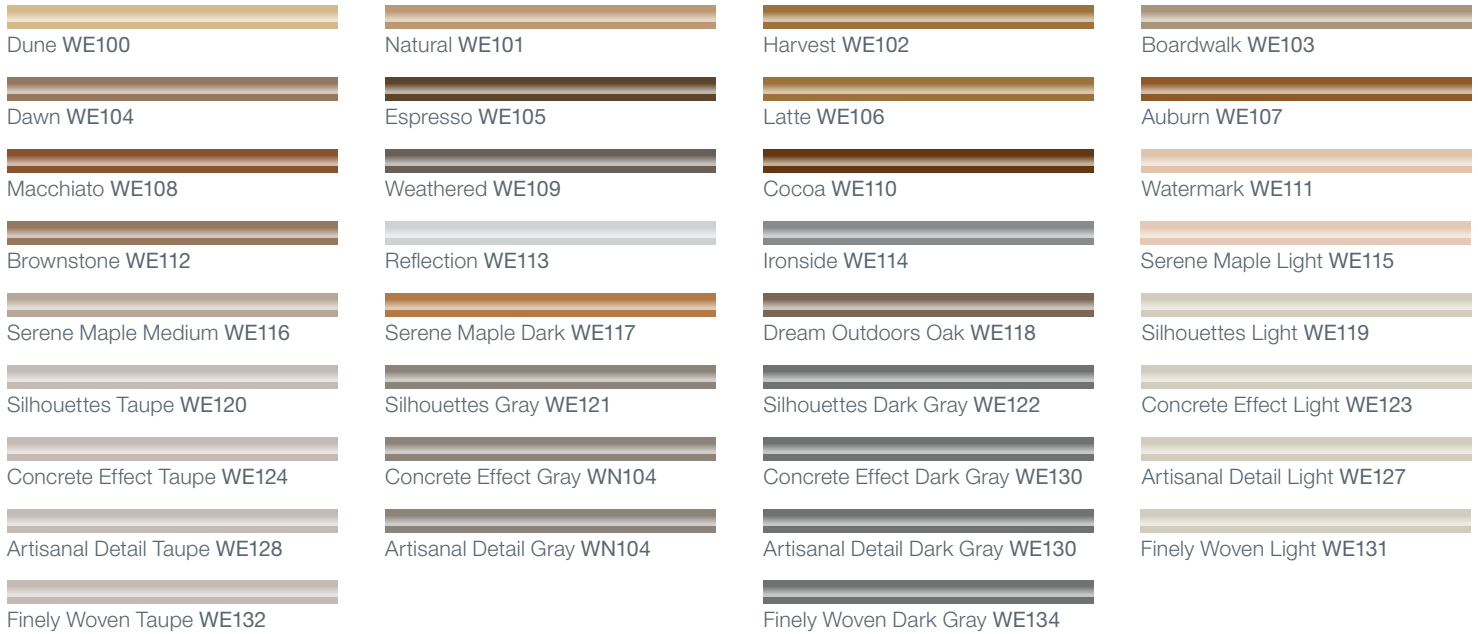 Dune WE100
Natural WE101
Harvest WE102
Boardwalk WE103
Dawn WE104
Espresso WE105
Latte WE106
Auburn WE107
Macchiato WE108
Weathered WE109
Cocoa WE110
Watermark WE111
Brownstone WE112
Reflection WE113
Ironside WE114
Serene Maple Light WE115
Serene Maple Medium WE116
Serene Maple Dark WE117
Dream Outdoors Oak WE118
Silhouettes Light WE119
Silhouettes Taupe WE120
Silhouettes Gray WE121
Silhouettes Dark Gray WE122
Concrete Effect Light WE123
Concrete Effect Taupe WE124
Concrete Effect Gray WN104
Concrete Effect Dark Gray WE130
Artisanal Detail Light WE127
Artisanal Detail Taupe WE128
Artisanal Detail Gray WN104
Artisanal Detail Dark Gray WE130
Finely Woven Light WE131
Finely Woven Taupe WE132
Finely Woven Dark Gray WE134